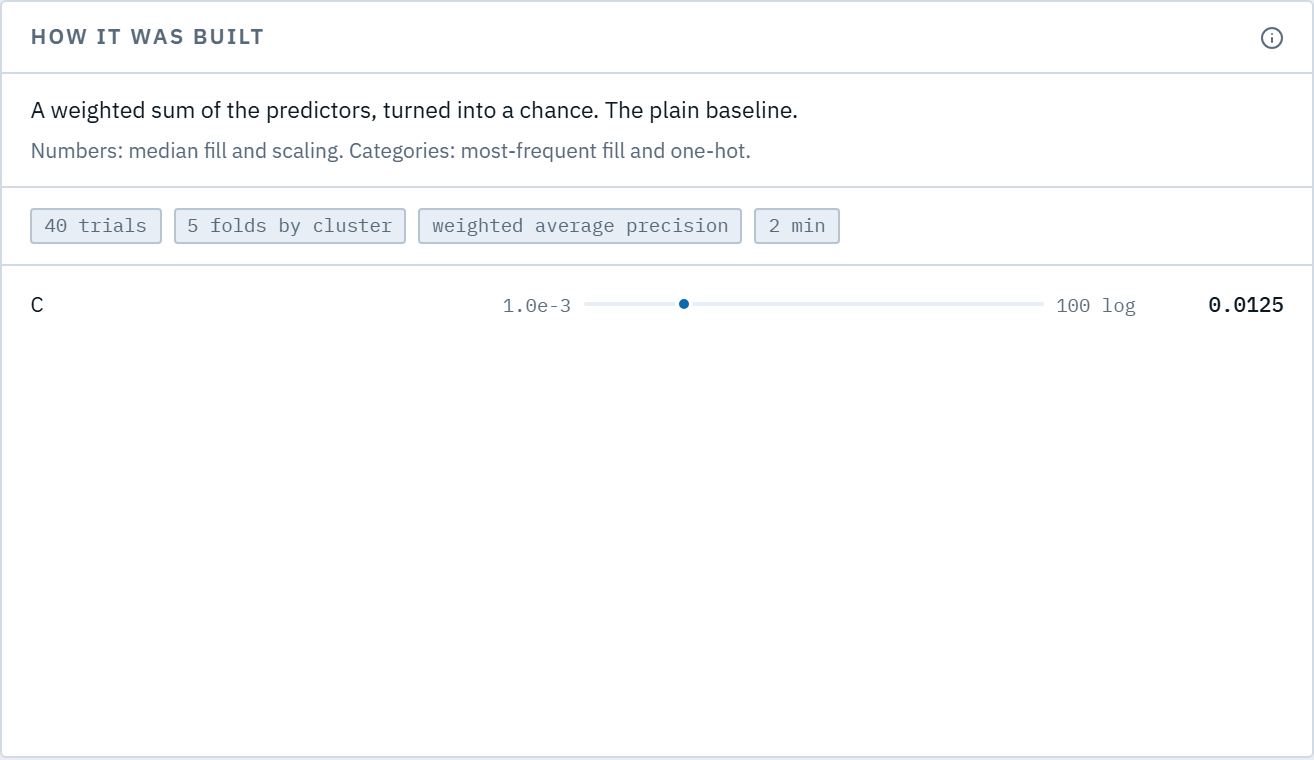 HOW IT WAS BUILT
A weighted sum of the predictors, turned into a chance. The plain baseline.
Numbers: median fill and scaling. Categories: most-frequent fill and one-hot.
40 trials 5 folds by cluster weighted average precision 2 min
C 1.0e-3 100 log 0.0125